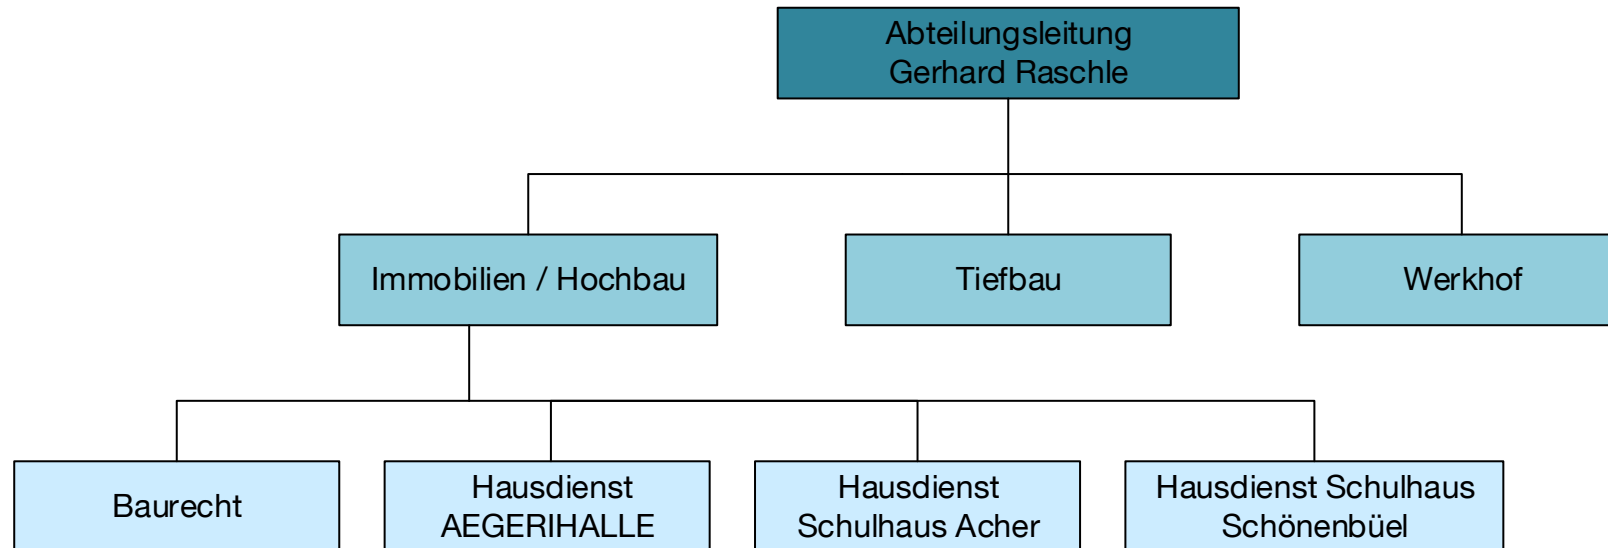 Abteilungsleitung
Gerhard Raschle
Immobilien / Hochbau
Tiefbau
Werkhof
Baurecht
Hausdienst
AEGERIHALLE
Hausdienst
Schulhaus Acher
Hausdienst Schulhaus
Schönenbüel